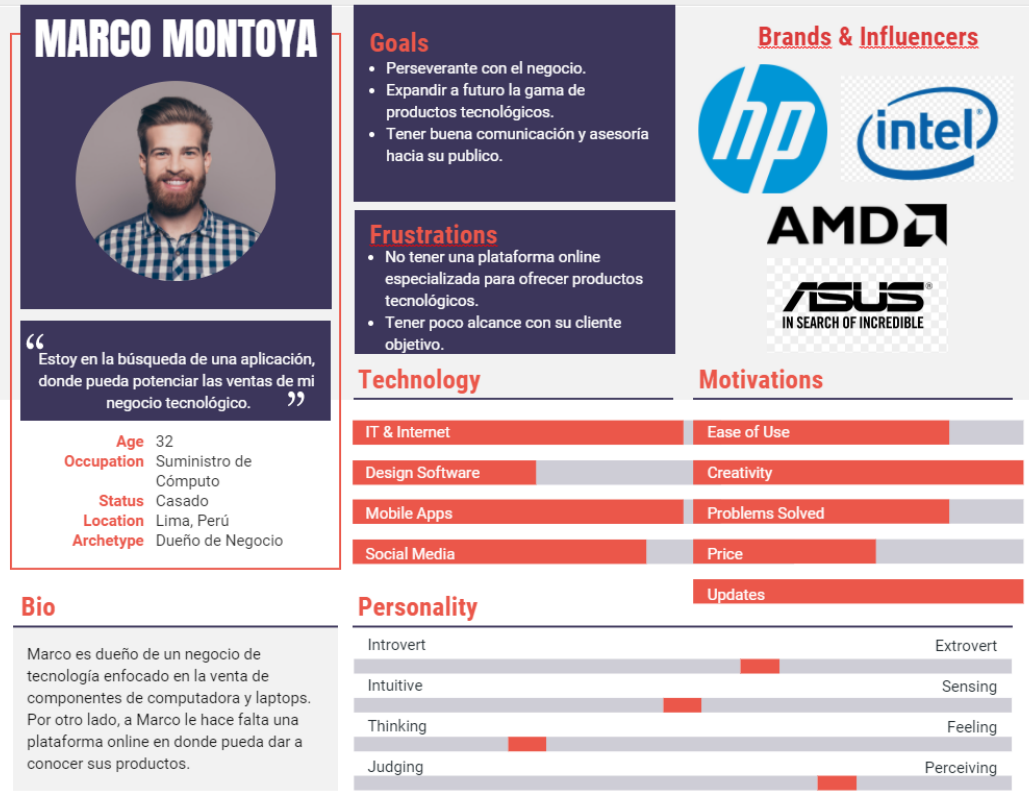 MARCO MONTOYA
“
Estoy en la búsqueda de una aplicación,
donde pueda potenciar las ventas de mi
negocio tecnológico. ”
Age 32
Occupation Suministro de
Cómputo
Status Casado
Location Lima, Perú
Archetype Dueño de Negocio
Bio
Marco es dueño de un negocio de
tecnología enfocado en la venta de
componentes de computadora y laptops.
Por otro lado, a Marco le hace falta una
plataforma online en donde pueda dar a
conocer sus productos.
Goals
• Perseverante con el negocio.
• Expandir a futuro la gama de
productos tecnológicos.
• Tener buena comunicación y asesoría
hacia su publico.
Frustrations
• No tener una plataforma online
especializada para ofrecer productos
tecnológicos.
• Tener poco alcance con su cliente
objetivo.
Brands & Influencers
hp
intel®
AMD
ASUS®
IN SEARCH OF INCREDIBLE
Technology
IT & Internet
Design Software
Mobile Apps
Social Media
Motivations
Ease of Use
Creativity
Problems Solved
Price
Updates
Personality
Introvert Extrovert
Intuitive Sensing
Thinking Feeling
Judging Perceiving